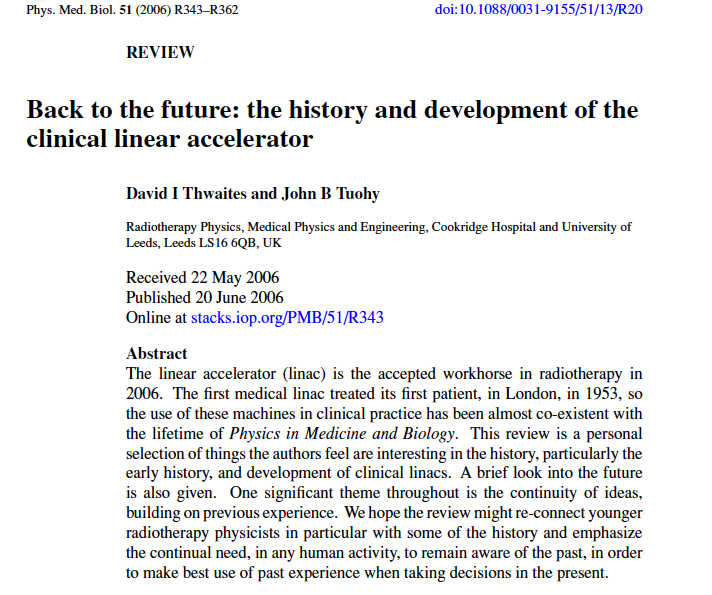 Phys. Med. Biol. 51 (2006) R343–R362
doi:10.1088/0031-9155/51/13/R20
REVIEW
Back to the future: the history and development of the
clinical linear accelerator
David I Thwaites and John B Tuohy
Radiotherapy Physics, Medical Physics and Engineering, Cookridge Hospital and University of
Leeds, Leeds LS16 6QB, UK
Received 22 May 2006
Published 20 June 2006
Online at stacks.iop.org/PMB/51/R343
Abstract
The linear accelerator (linac) is the accepted workhorse in radiotherapy in
2006. The first medical linac treated its first patient, in London, in 1953, so
the use of these machines in clinical practice has been almost co-existent with
the lifetime of Physics in Medicine and Biology. This review is a personal
selection of things the authors feel are interesting in the history, particularly the
early history, and development of clinical linacs. A brief look into the future
is also given. One significant theme throughout is the continuity of ideas,
building on previous experience. We hope the review might re-connect younger
radiotherapy physicists in particular with some of the history and emphasize
the continual need, in any human activity, to remain aware of the past, in order
to make best use of past experience when taking decisions in the present.